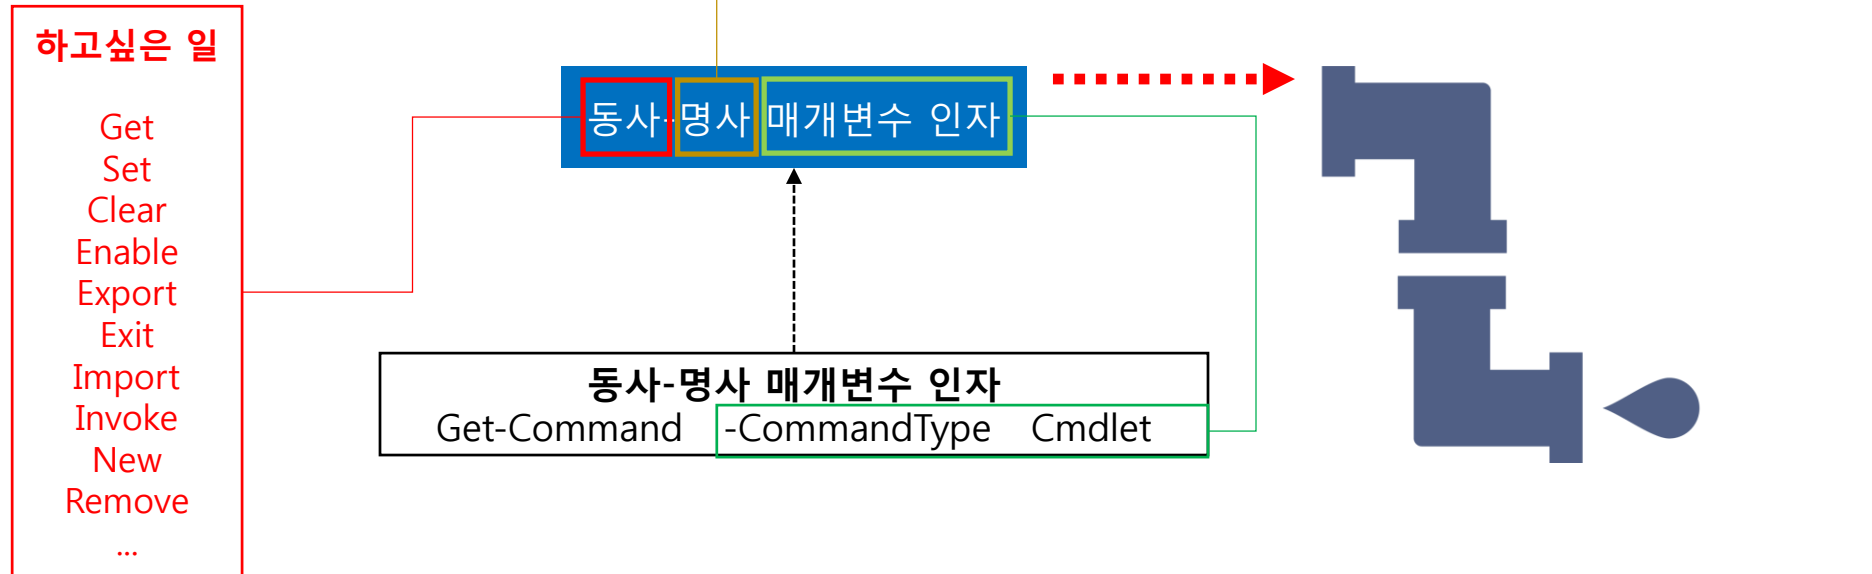 하고싶은 일
Get
Set
Clear
Enable
Export
Exit
Import
Invoke
New
Remove
...
동사-명사 매개변수 인자
동사-명사 매개변수 인자
Get-Command -CommandType Cmdlet